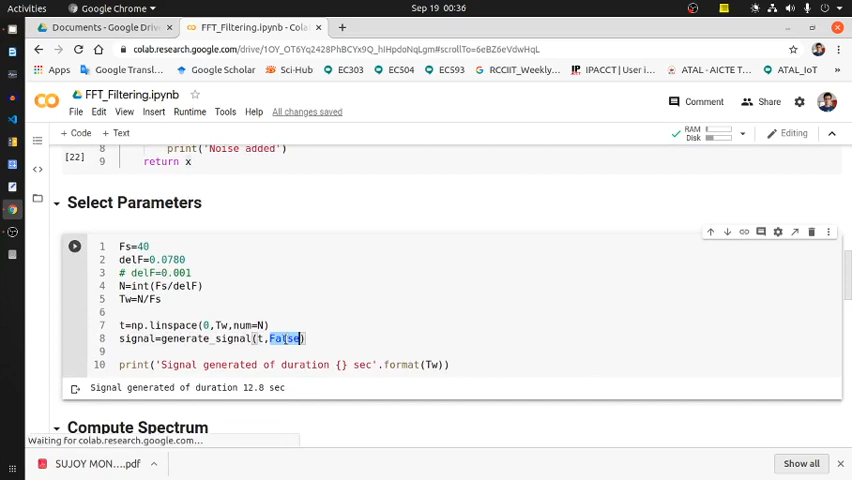 Activities
Google Chrome
Sep 19 00:36
Documents - Google Drive
FFT_Filtering.ipynb - Colab
colab.research.google.com/drive/1OY_OT6Yq2428PhBCYx9Q_IHpdoNqLgm#scrollTo=6eBZ6eVdwHQL
Apps Google Transl... Google Scholar Sci-Hub EC303 EC504 EC593 RCCIIT_Weekly... IPACCT | User i... ATAL - AICTE Te... ATAL_IoT
FFT_Filtering.ipynb
Comment Share
File Edit View Insert Runtime Tools Help All changes saved
+ Code + Text
RAM
Disk
Editing
8 print('Noise added')
[22]
9 return x
Select Parameters
1 Fs=40
2 delF=0.0780
3 # delF=0.001
4 N=int(Fs/delF)
5 Tw=N/Fs
6
7 t=np.linspace(0,Tw,num=N)
8 signal=generate_signal(t,False)
9
10 print('Signal generated of duration {} sec'.format(Tw))
Signal generated of duration 12.8 sec
Compute Spectrum
Waiting for colab.research.google.com...
SUJOY MON....pdf
Show all